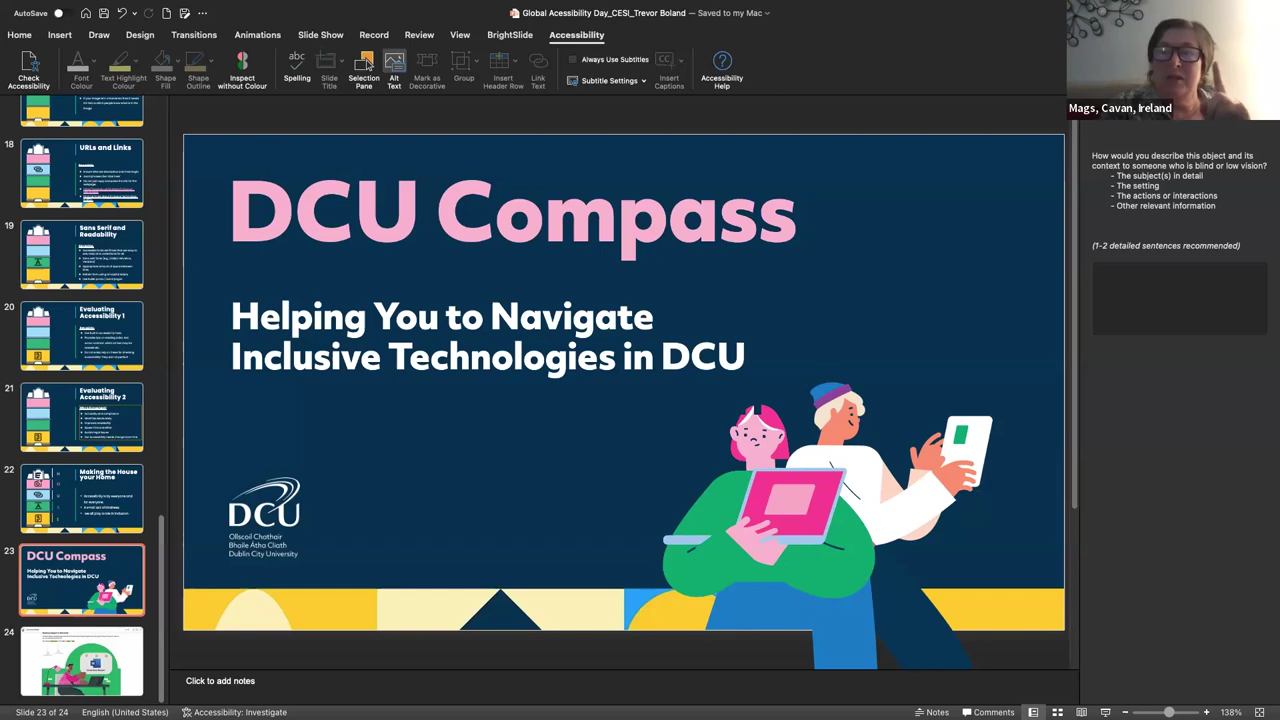 AutoSave
Global Acessibility Day_CESI_Trevor Boland — Saved to my Mac
Home Insert Draw Design Transitions Animations Slide Show Record Review View BrightSlide Accessibility
Check Accessibility
Font Colour
Text Highlight Colour
Shape Fill
Shape Outline
Inspect without Colour
Spelling
Slide Title
Selection Pane
Alt Text
Mark as Decorative
Group
Insert Header Row
Link Text
Always Use Subtitles
Subtitle Settings
Insert Captions
Accessibility Help
Mags, Cavan, Ireland
18
URLs and Links
19
Sans Serif and
Readability
20
Evaluating
Accessibility 1
21
Evaluating
Accessibility 2
22
Making the House
your Home
23
DCU Compass
Helping You to Navigate
Inclusive Technologies in DCU
DCU Compass
Helping You to Navigate
Inclusive Technologies in DCU
DCU
Ollscoil Chathair
Bhaile Átha Cliath
Dublin City University
How would you describe this object and its
context to someone who is blind or low vision?
- The subject(s) in detail
- The setting
- The actions or interactions
- Other relevant information
(1-2 detailed sentences recommended)
Click to add notes
Slide 23 of 24 English (United States) Accessibility: Investigate Notes Comments 138%